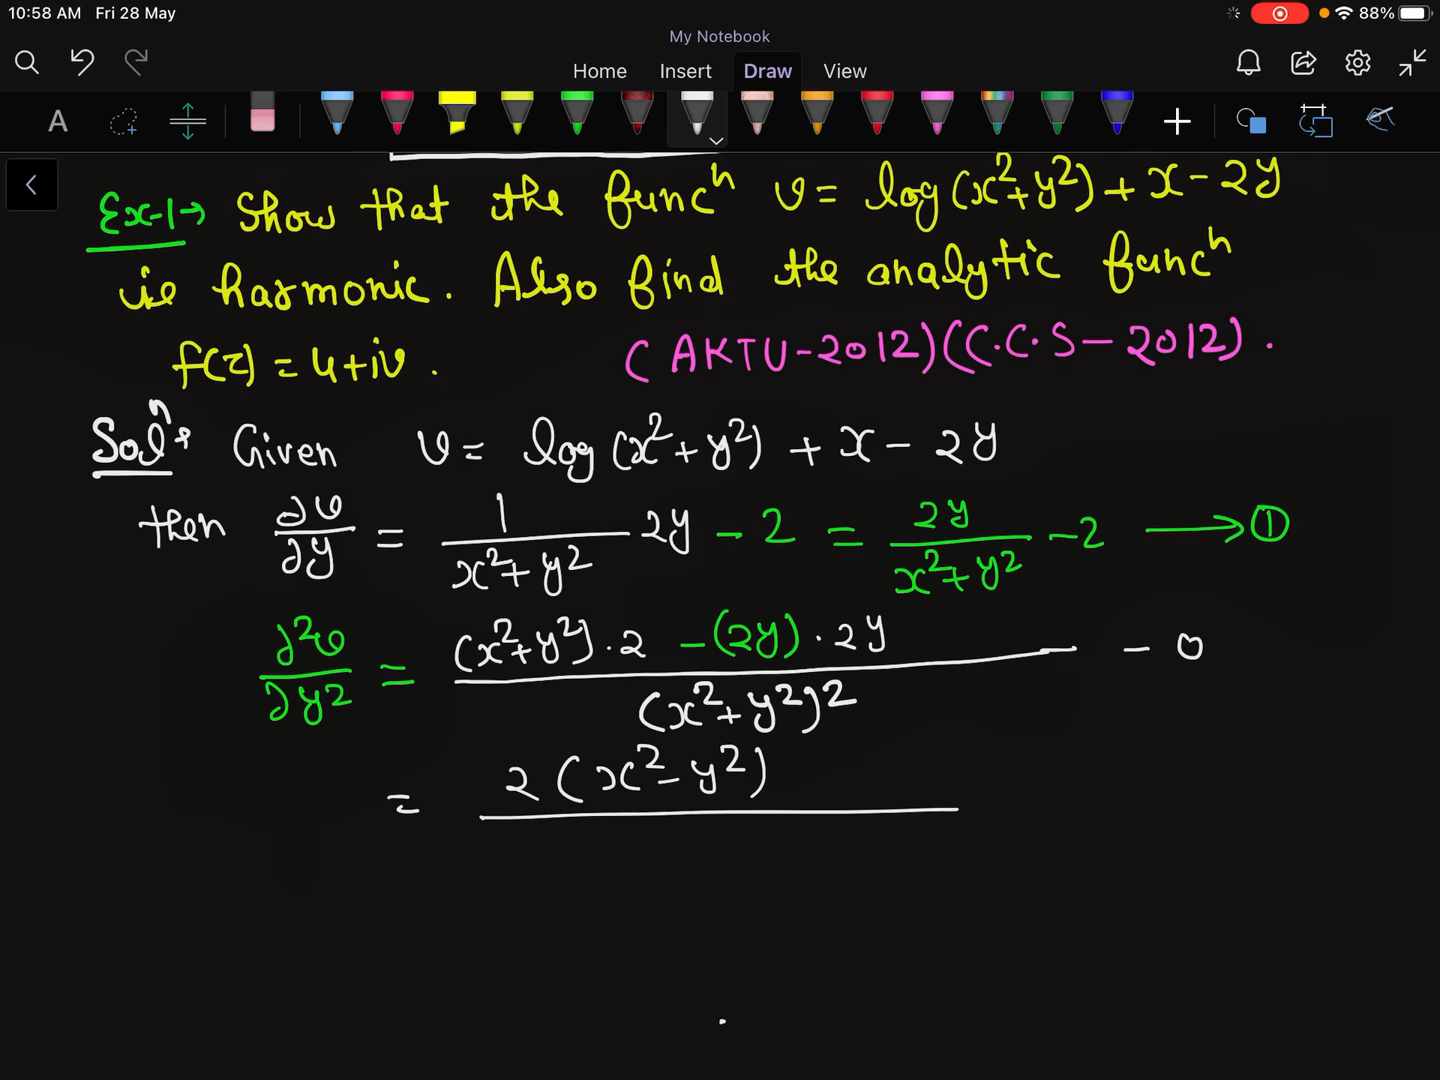 10:58 AM Fri 28 May 88%
My Notebook
Home Insert Draw View
A
Ex-1→ Show that the funcⁿ v = log(x²+y²) + x - 2y
is harmonic. Also find the analytic funcⁿ
f(z) = u+iv. (AKTU-2012)(C.C.S-2012).
Solⁿ: Given v = log(x²+y²) + x - 2y
then ∂v/∂y = 1/(x²+y²) 2y - 2 = 2y/(x²+y²) - 2 → ①
∂²v/∂y² = ((x²+y²)·2 - (2y)·2y)/(x²+y²)² - 0
= 2(x²-y²)